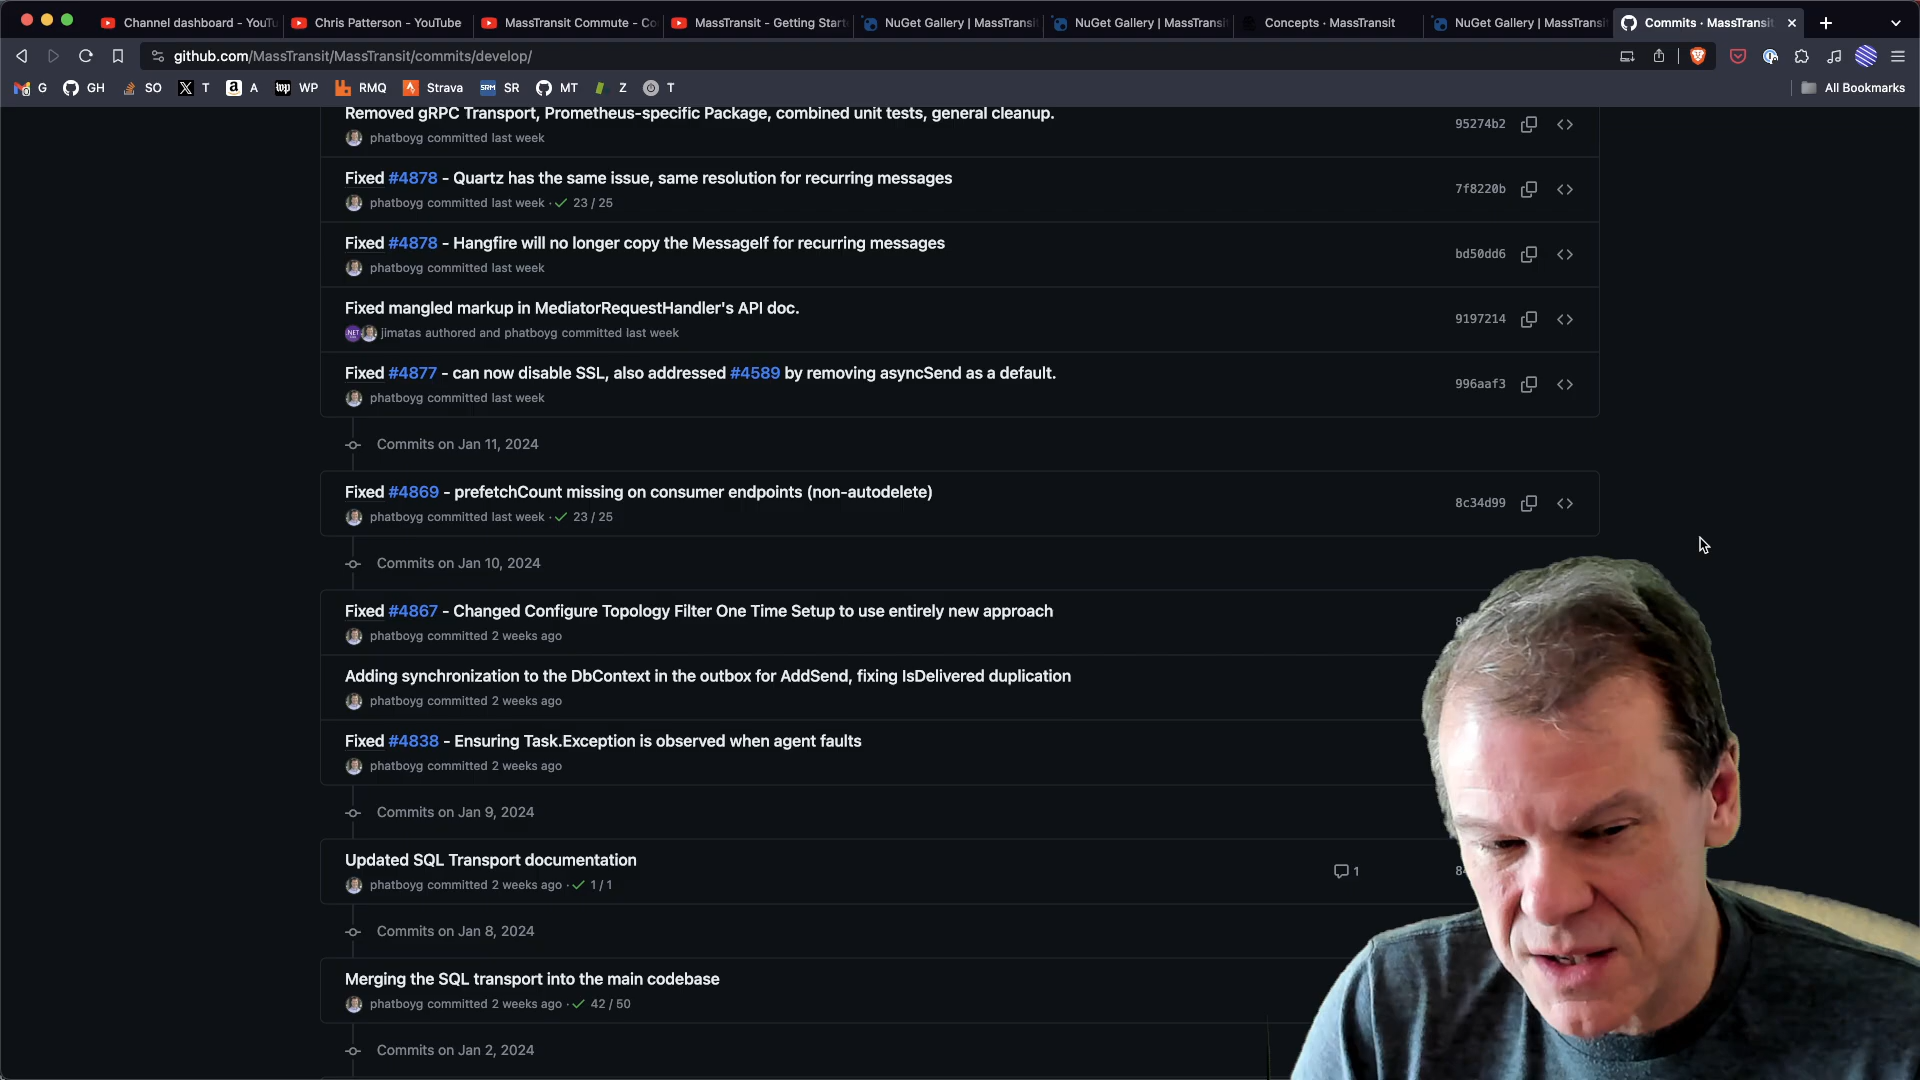 Channel dashboard - YouTu
Chris Patterson - YouTube
MassTransit Commute - Co
MassTransit - Getting Starte
NuGet Gallery | MassTransit
NuGet Gallery | MassTransit
Concepts · MassTransit
NuGet Gallery | MassTransit
Commits · MassTransit
github.com/MassTransit/MassTransit/commits/develop/
G
GH
SO
T
A
WP
RMQ
Strava
SRM SR
MT
Z
T
All Bookmarks
Removed gRPC Transport, Prometheus-specific Package, combined unit tests, general cleanup.
phatboyg committed last week
95274b2
Fixed #4878 - Quartz has the same issue, same resolution for recurring messages
phatboyg committed last week · 23 / 25
7f8220b
Fixed #4878 - Hangfire will no longer copy the MessageIf for recurring messages
phatboyg committed last week
bd50dd6
Fixed mangled markup in MediatorRequestHandler's API doc.
jimatas authored and phatboyg committed last week
9197214
Fixed #4877 - can now disable SSL, also addressed #4589 by removing asyncSend as a default.
phatboyg committed last week
996aaf3
Commits on Jan 11, 2024
Fixed #4869 - prefetchCount missing on consumer endpoints (non-autodelete)
phatboyg committed last week · 23 / 25
8c34d99
Commits on Jan 10, 2024
Fixed #4867 - Changed Configure Topology Filter One Time Setup to use entirely new approach
phatboyg committed 2 weeks ago
Adding synchronization to the DbContext in the outbox for AddSend, fixing IsDelivered duplication
phatboyg committed 2 weeks ago
Fixed #4838 - Ensuring Task.Exception is observed when agent faults
phatboyg committed 2 weeks ago
Commits on Jan 9, 2024
Updated SQL Transport documentation
phatboyg committed 2 weeks ago · 1 / 1
1
Commits on Jan 8, 2024
Merging the SQL transport into the main codebase
phatboyg committed 2 weeks ago · 42 / 50
Commits on Jan 2, 2024